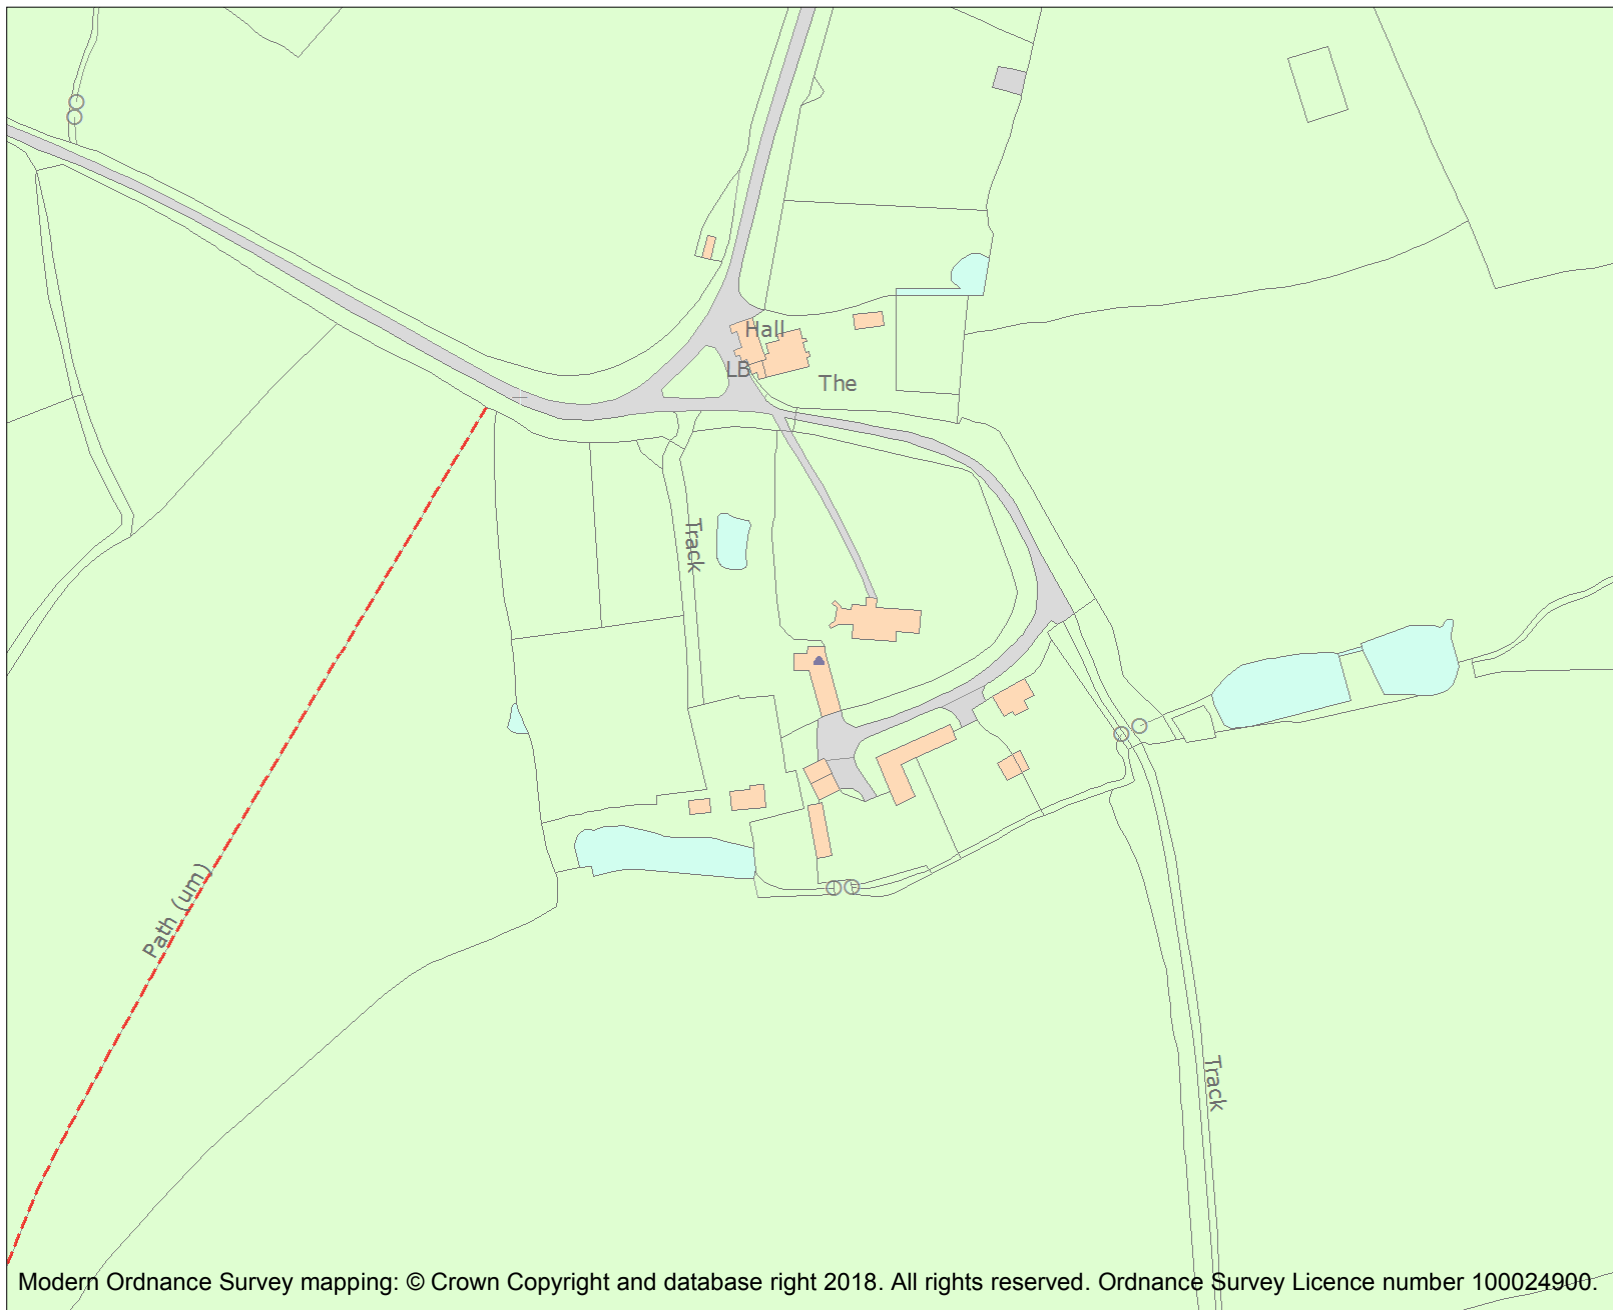 Hall
LB
The
Track
Path (um)
Track
Modern Ordnance Survey mapping: © Crown Copyright and database right 2018. All rights reserved. Ordnance Survey Licence number 100024900.